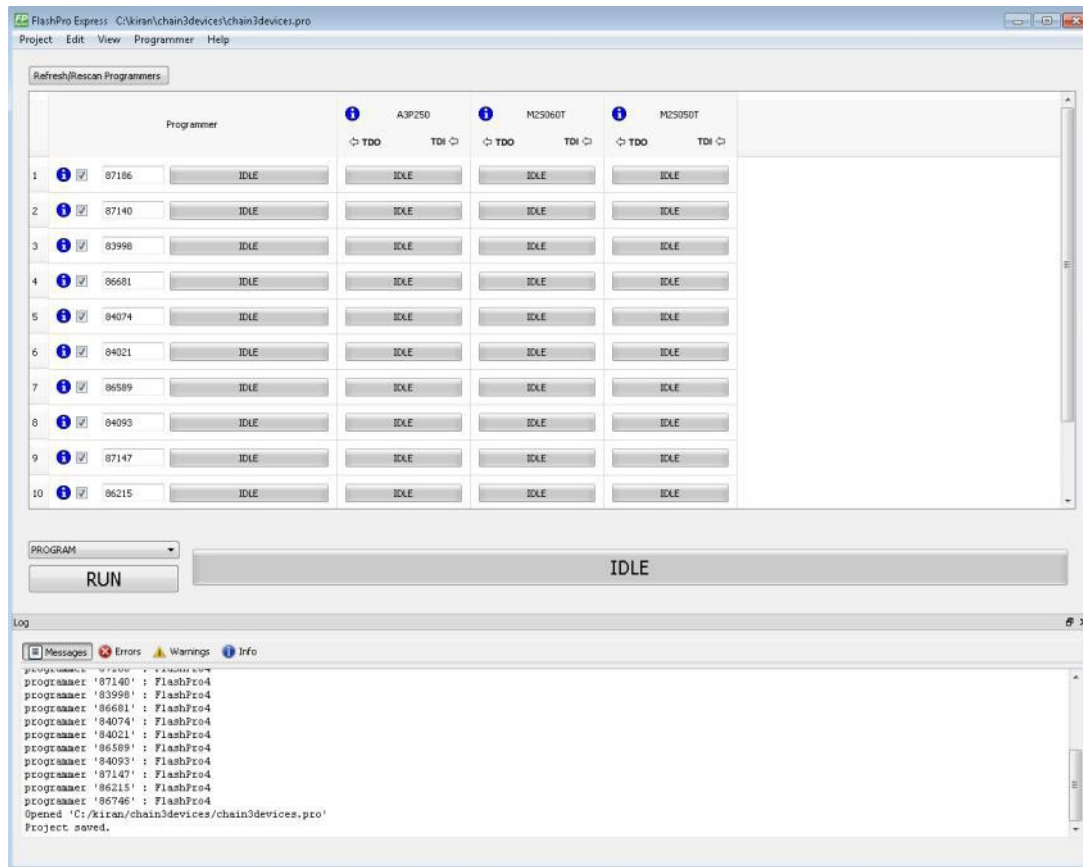 FlashPro Express C:\kiran\chain3devices\chain3devices.pro
Project Edit View Programmer Help
Refresh/Rescan Programmers
Programmer A3P250 M2S060T M2S050T
TDO TDI TDO TDI TDO TDI
1 87186 IDLE IDLE IDLE IDLE
2 87140 IDLE IDLE IDLE IDLE
3 83998 IDLE IDLE IDLE IDLE
4 86681 IDLE IDLE IDLE IDLE
5 84074 IDLE IDLE IDLE IDLE
6 84021 IDLE IDLE IDLE IDLE
7 86589 IDLE IDLE IDLE IDLE
8 84093 IDLE IDLE IDLE IDLE
9 87147 IDLE IDLE IDLE IDLE
10 86215 IDLE IDLE IDLE IDLE
PROGRAM
RUN IDLE
Log
Messages Errors Warnings Info
programmer '87186' : FlashPro4
programmer '87140' : FlashPro4
programmer '83998' : FlashPro4
programmer '86681' : FlashPro4
programmer '84074' : FlashPro4
programmer '84021' : FlashPro4
programmer '86589' : FlashPro4
programmer '84093' : FlashPro4
programmer '87147' : FlashPro4
programmer '86215' : FlashPro4
programmer '86746' : FlashPro4
Opened 'C:/kiran/chain3devices/chain3devices.pro'
Project saved.